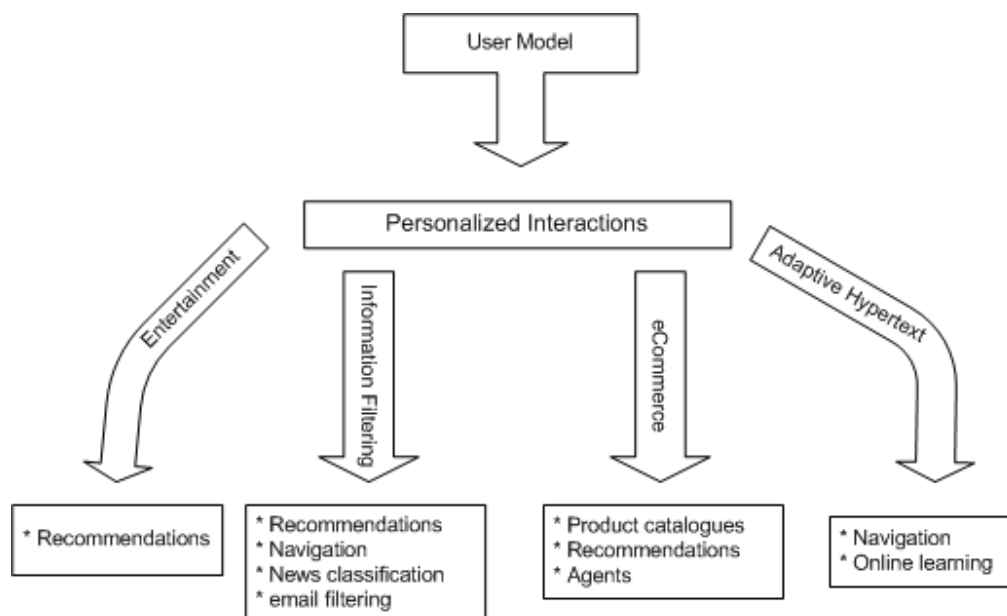 User Model
Personalized Interactions
Entertainment
Information Filtering
eCommerce
Adaptive Hypertext
* Recommendations
* Recommendations
* Navigation
* News classification
* email filtering
* Product catalogues
* Recommendations
* Agents
* Navigation
* Online learning